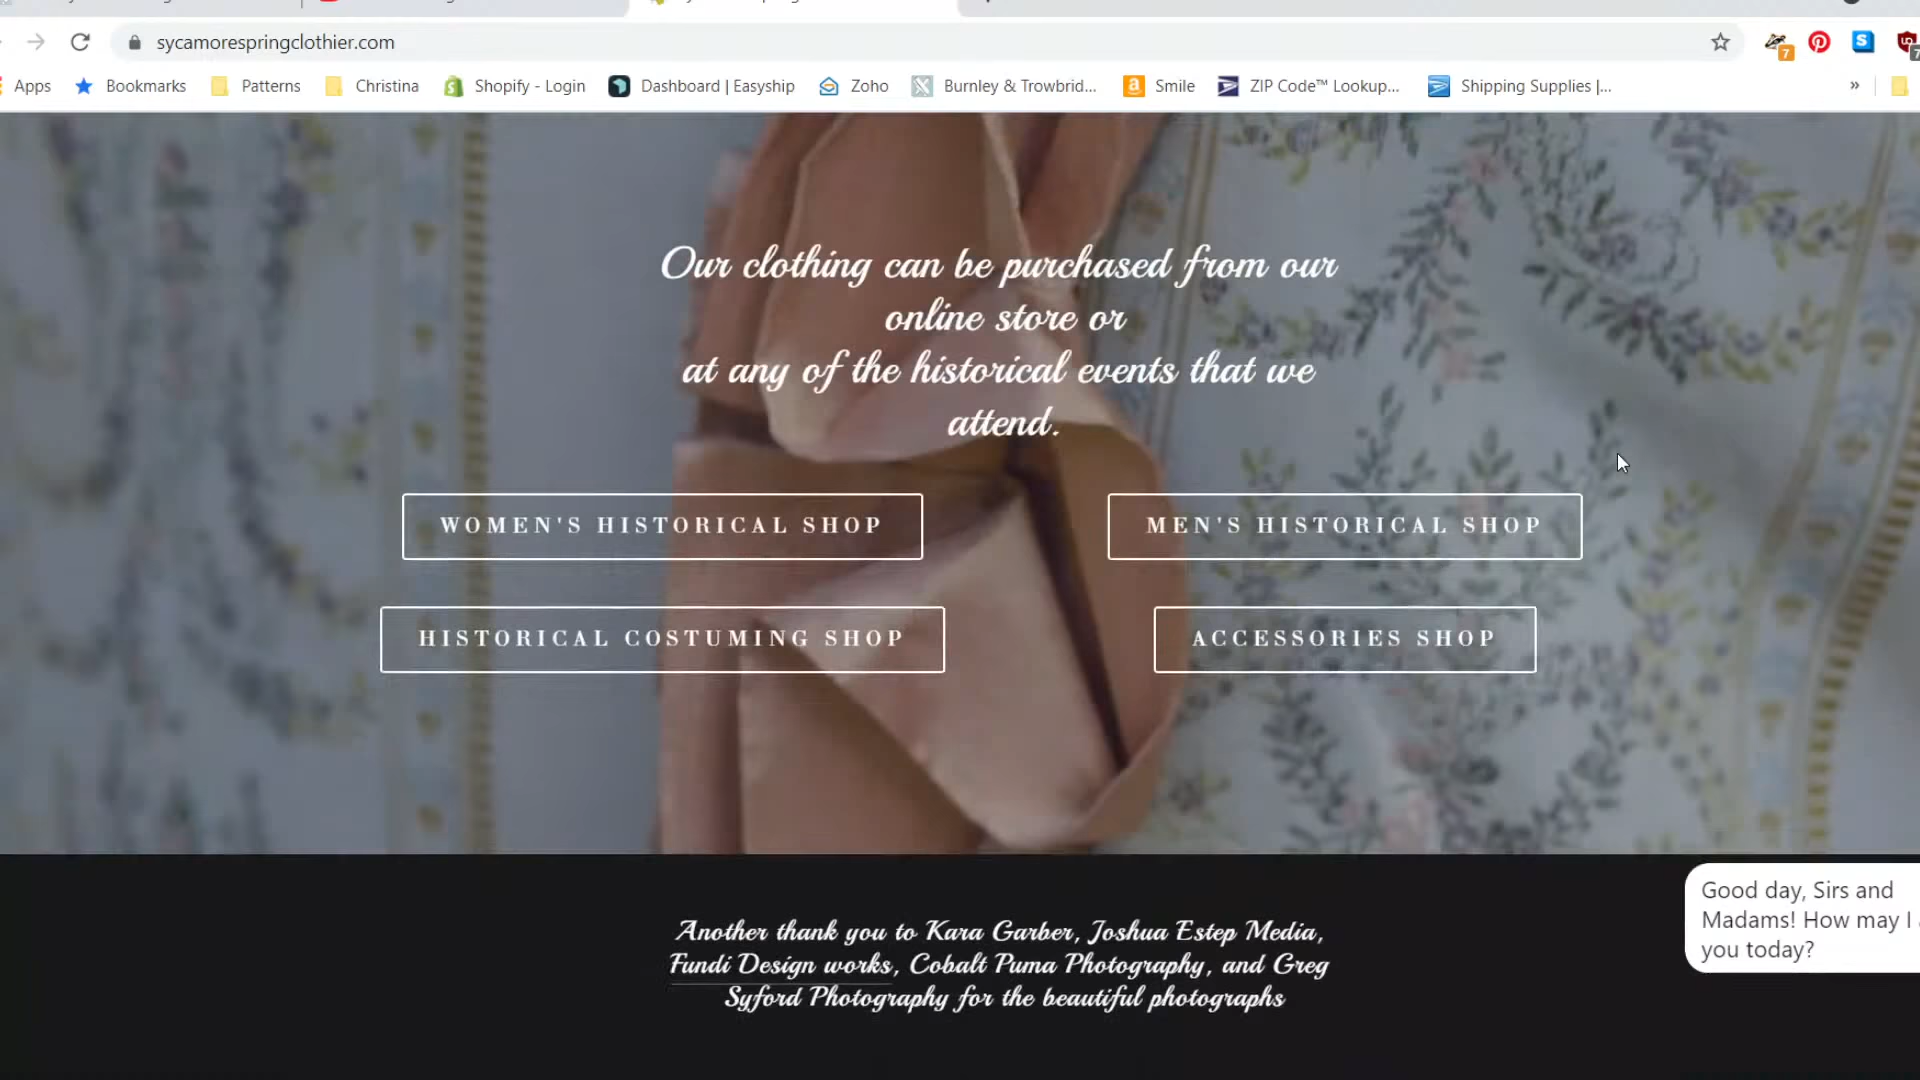 sycamorespringclothier.com
7
S
Apps Bookmarks Patterns Christina Shopify - Login Dashboard | Easyship Zoho Burnley & Trowbrid... Smile ZIP Code™ Lookup... Shipping Supplies |... »
Our clothing can be purchased from our
online store or
at any of the historical events that we
attend.
WOMEN'S HISTORICAL SHOP MEN'S HISTORICAL SHOP
HISTORICAL COSTUMING SHOP ACCESSORIES SHOP
Good day, Sirs and
Madams! How may I
you today?
Another thank you to Kara Garber, Joshua Estep Media,
Fundi Design works, Cobalt Puma Photography, and Greg
Syford Photography for the beautiful photographs